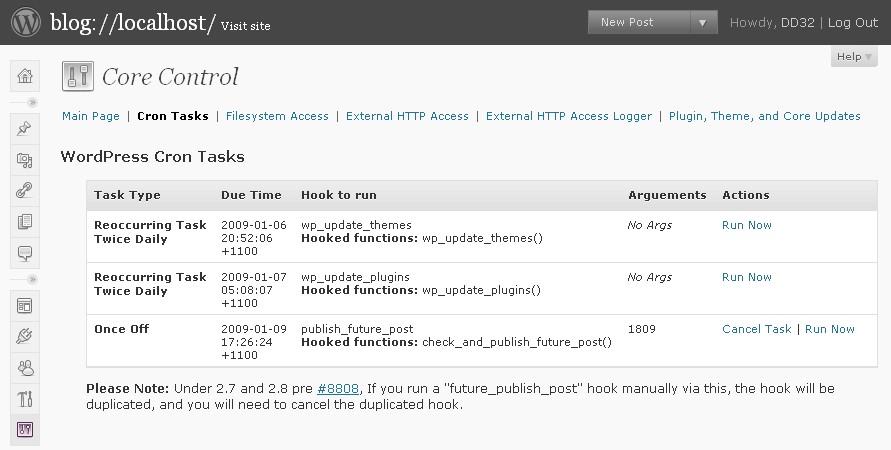 blog://localhost/ Visit site New Post Howdy, DD32 | Log Out
Help
Core Control
Main Page | Cron Tasks | Filesystem Access | External HTTP Access | External HTTP Access Logger | Plugin, Theme, and Core Updates
WordPress Cron Tasks
Task Type Due Time Hook to run Arguements Actions
Reoccurring Task 2009-01-06 wp_update_themes No Args Run Now
Twice Daily 20:52:06 Hooked functions: wp_update_themes()
+1100
Reoccurring Task 2009-01-07 wp_update_plugins No Args Run Now
Twice Daily 05:08:07 Hooked functions: wp_update_plugins()
+1100
Once Off 2009-01-09 publish_future_post 1809 Cancel Task | Run Now
17:26:24 Hooked functions: check_and_publish_future_post()
+1100
Please Note: Under 2.7 and 2.8 pre #8808, If you run a "future_publish_post" hook manually via this, the hook will be
duplicated, and you will need to cancel the duplicated hook.